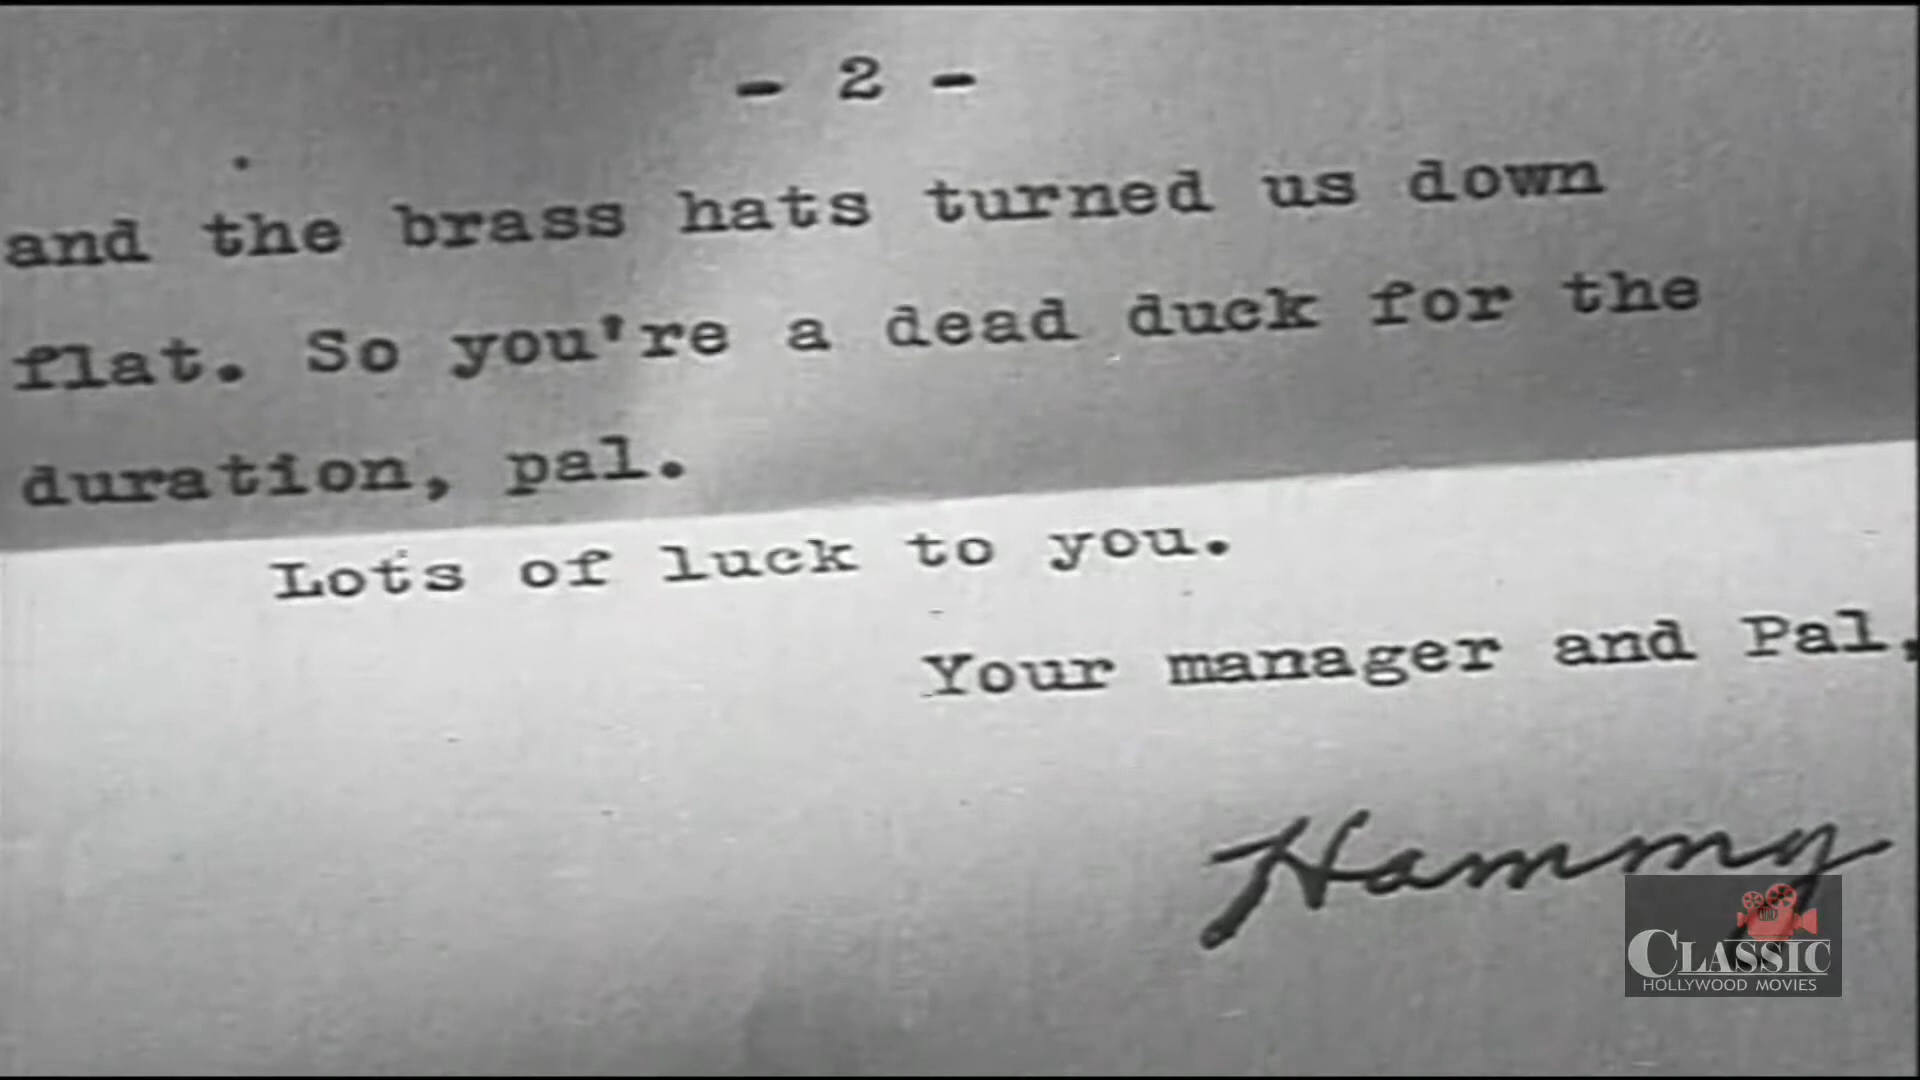 - 2 -
and the brass hats turned us down
flat. So you're a dead duck for the
duration, pal.
Lots of luck to you.
Your manager and Pal,
Hammy
CLASSIC
HOLLYWOOD MOVIES